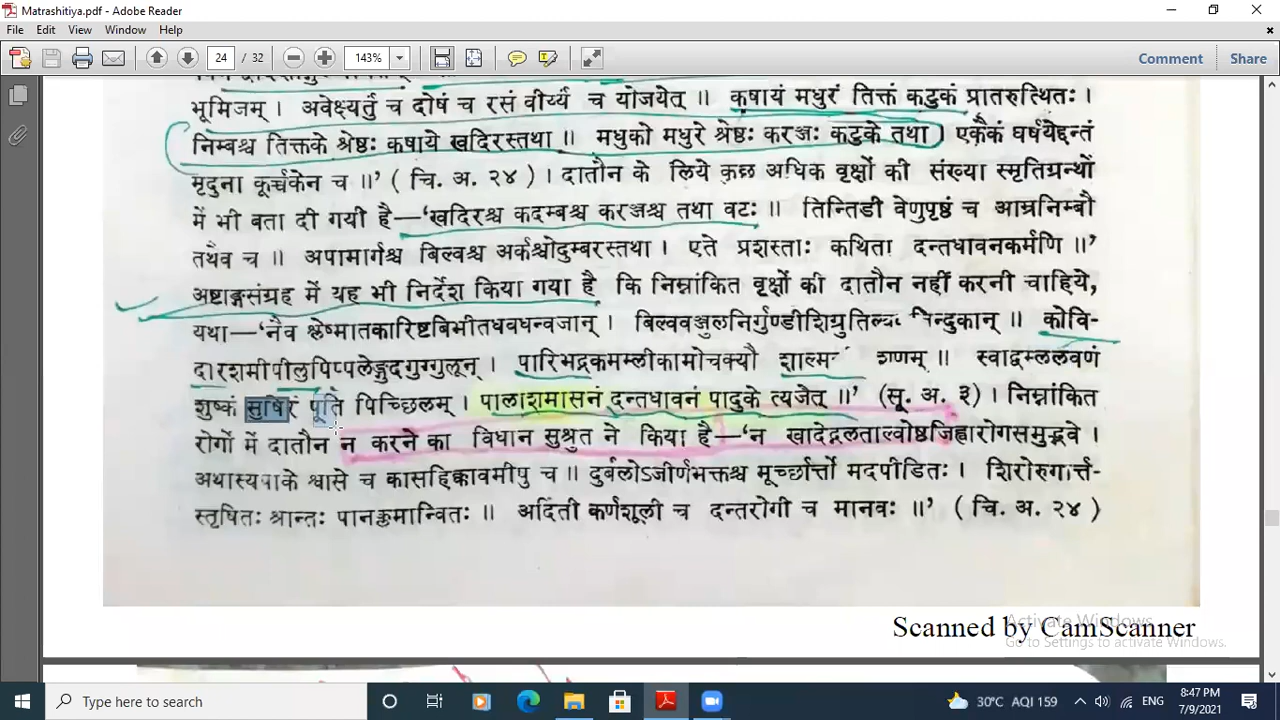 Matrashitiya.pdf - Adobe Reader
File Edit View Window Help
24 / 32 143% Comment Share
भूमिजम् । अवेक्ष्यर्तुं च दोषं च रसं वीर्य्यं च योजयेत् ॥ कषायं मधुरं तिक्तं कटुकं प्रातरुत्थितः ।
निम्बश्च तिक्तके श्रेष्ठः कषाये खदिरस्तथा ॥ मधुको मधुरे श्रेष्ठः करञ्जः कटुके तथा । एकैकं घर्षयेद्दन्तं
मृदुना कूर्च्चकेन च ॥’ ( चि. अ. २४ ) । दातौन के लिये कुछ अधिक वृक्षों की संख्या स्मृतिग्रन्थों
में भी बता दी गयी है—‘खदिरश्च कदम्बश्च करञ्जश्च तथा वटः ॥ तिन्तिडी वेणुपृष्ठं च आम्रनिम्बौ
तथैव च ॥ अपामार्गश्च बिल्वश्च अर्कश्चोदुम्बरस्तथा । एते प्रशस्ताः कथिता दन्तधावनकर्मणि ॥’
अष्टाङ्गसंग्रह में यह भी निर्देश किया गया है कि निम्नांकित वृक्षों की दातौन नहीं करनी चाहिये,
यथा—‘नैव श्लेष्मातकारिष्टबिभीतधवधन्वजान् । बिल्ववञ्जुलनिर्गुण्डीशिग्रुतिल्व ॥ कोवि-
दारशमीपीलुपिप्पलेङ्गुदगुग्गुलून् । पारिभद्रकमम्लीकामोचक्यौ ॥ स्वाद्वम्ललवणं
शुष्कं सुषिरं पूति पिच्छिलम् । पालाशमासनं दन्तधावनं पादुके त्यजेत् ॥’ (सू. अ. ३) । निम्नांकित
रोगों में दातौन न करने का विधान सुश्रुत ने किया है—‘न खादेद्गलताल्वोष्ठजिह्वारोगसमुद्भवे ।
अथास्यपाके श्वासे च कासहिक्कावमीषु च ॥ दुर्बलोऽजीर्णभक्तश्च मूर्च्छार्त्तो मदपीडितः । शिरोरुगार्त्त-
स्तृषितः श्रान्तः पानक्लमान्वितः ॥ अर्दिती कर्णशूली च दन्तरोगी च मानवः ॥’ ( चि. अ. २४ )
Scanned by CamScanner
Activate Windows
Go to Settings to activate Windows.
Type here to search 30°C AQI 159 ENG 8:47 PM
7/9/2021